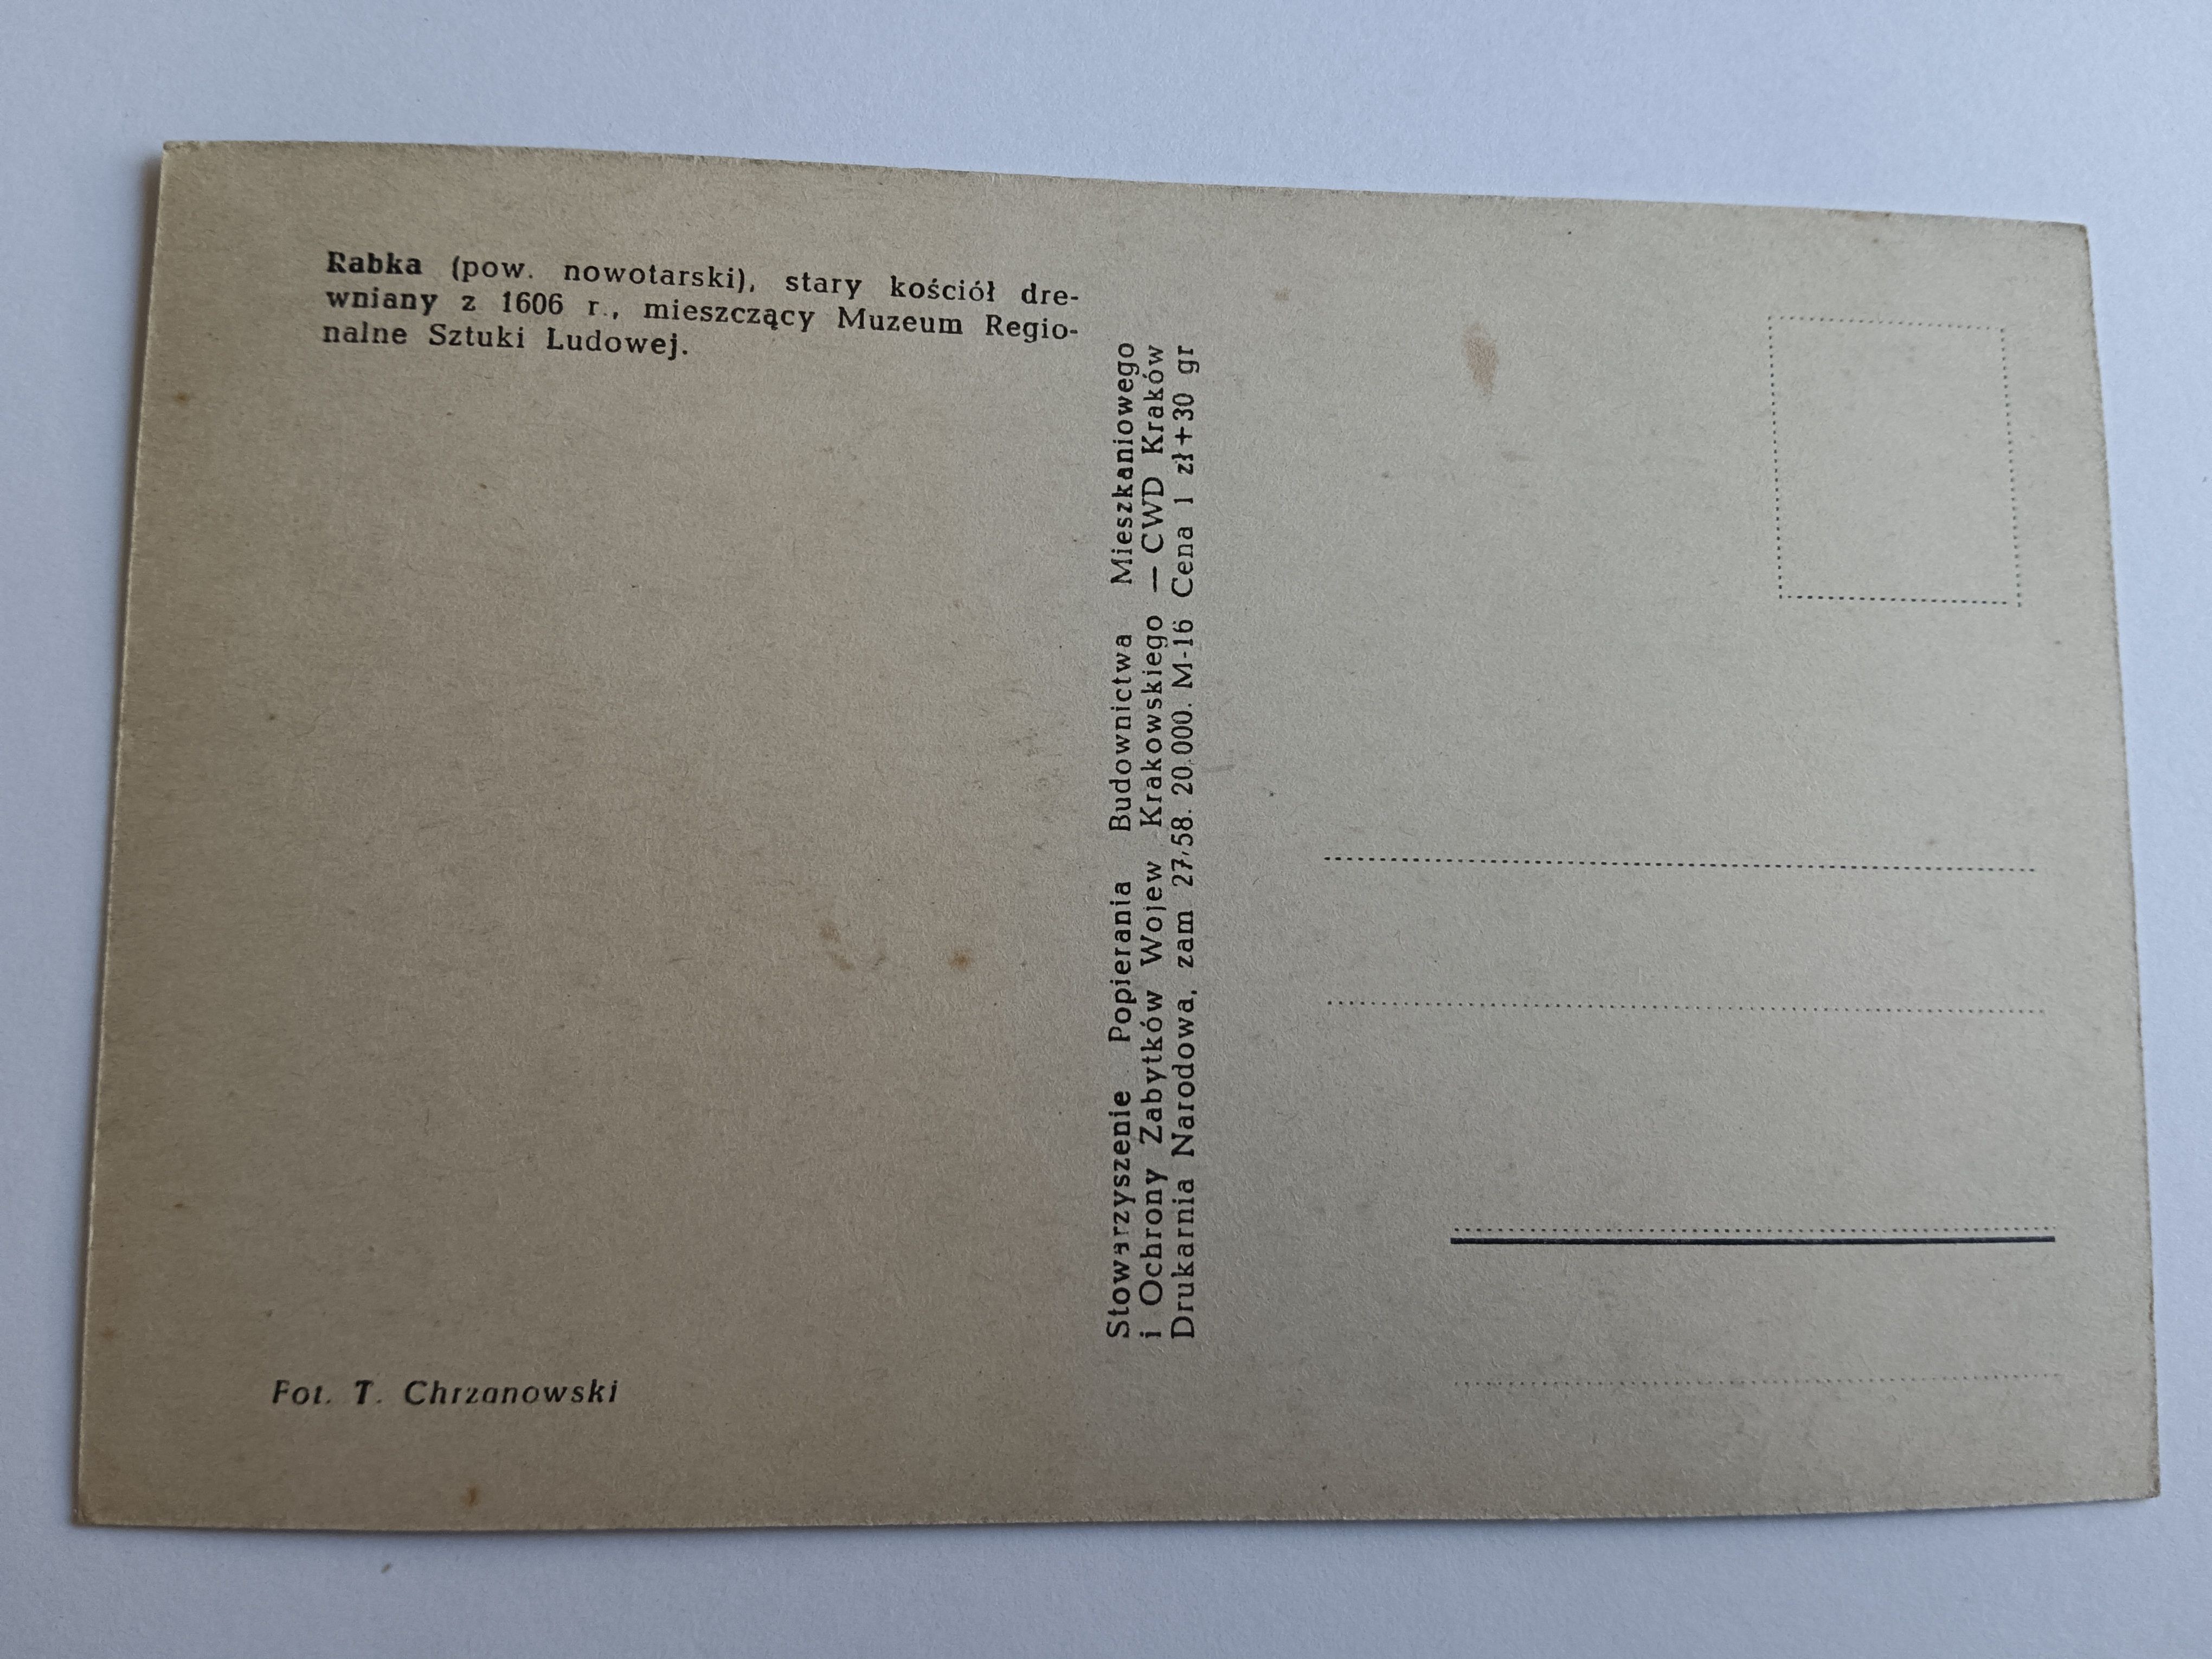 Rabka (pow. nowotarski), stary kościół dre-
wniany z 1606 r., mieszczący Muzeum Regio-
nalne Sztuki Ludowej.
Fot. T. Chrzanowski
Stowarzyszenie Popierania Budownictwa Mieszkaniowego
i Ochrony Zabytków Wojew Krakowskiego — CWD Kraków
Drukarnia Narodowa, zam 27/58. 20.000. M-16 Cena 1 zł+30 gr